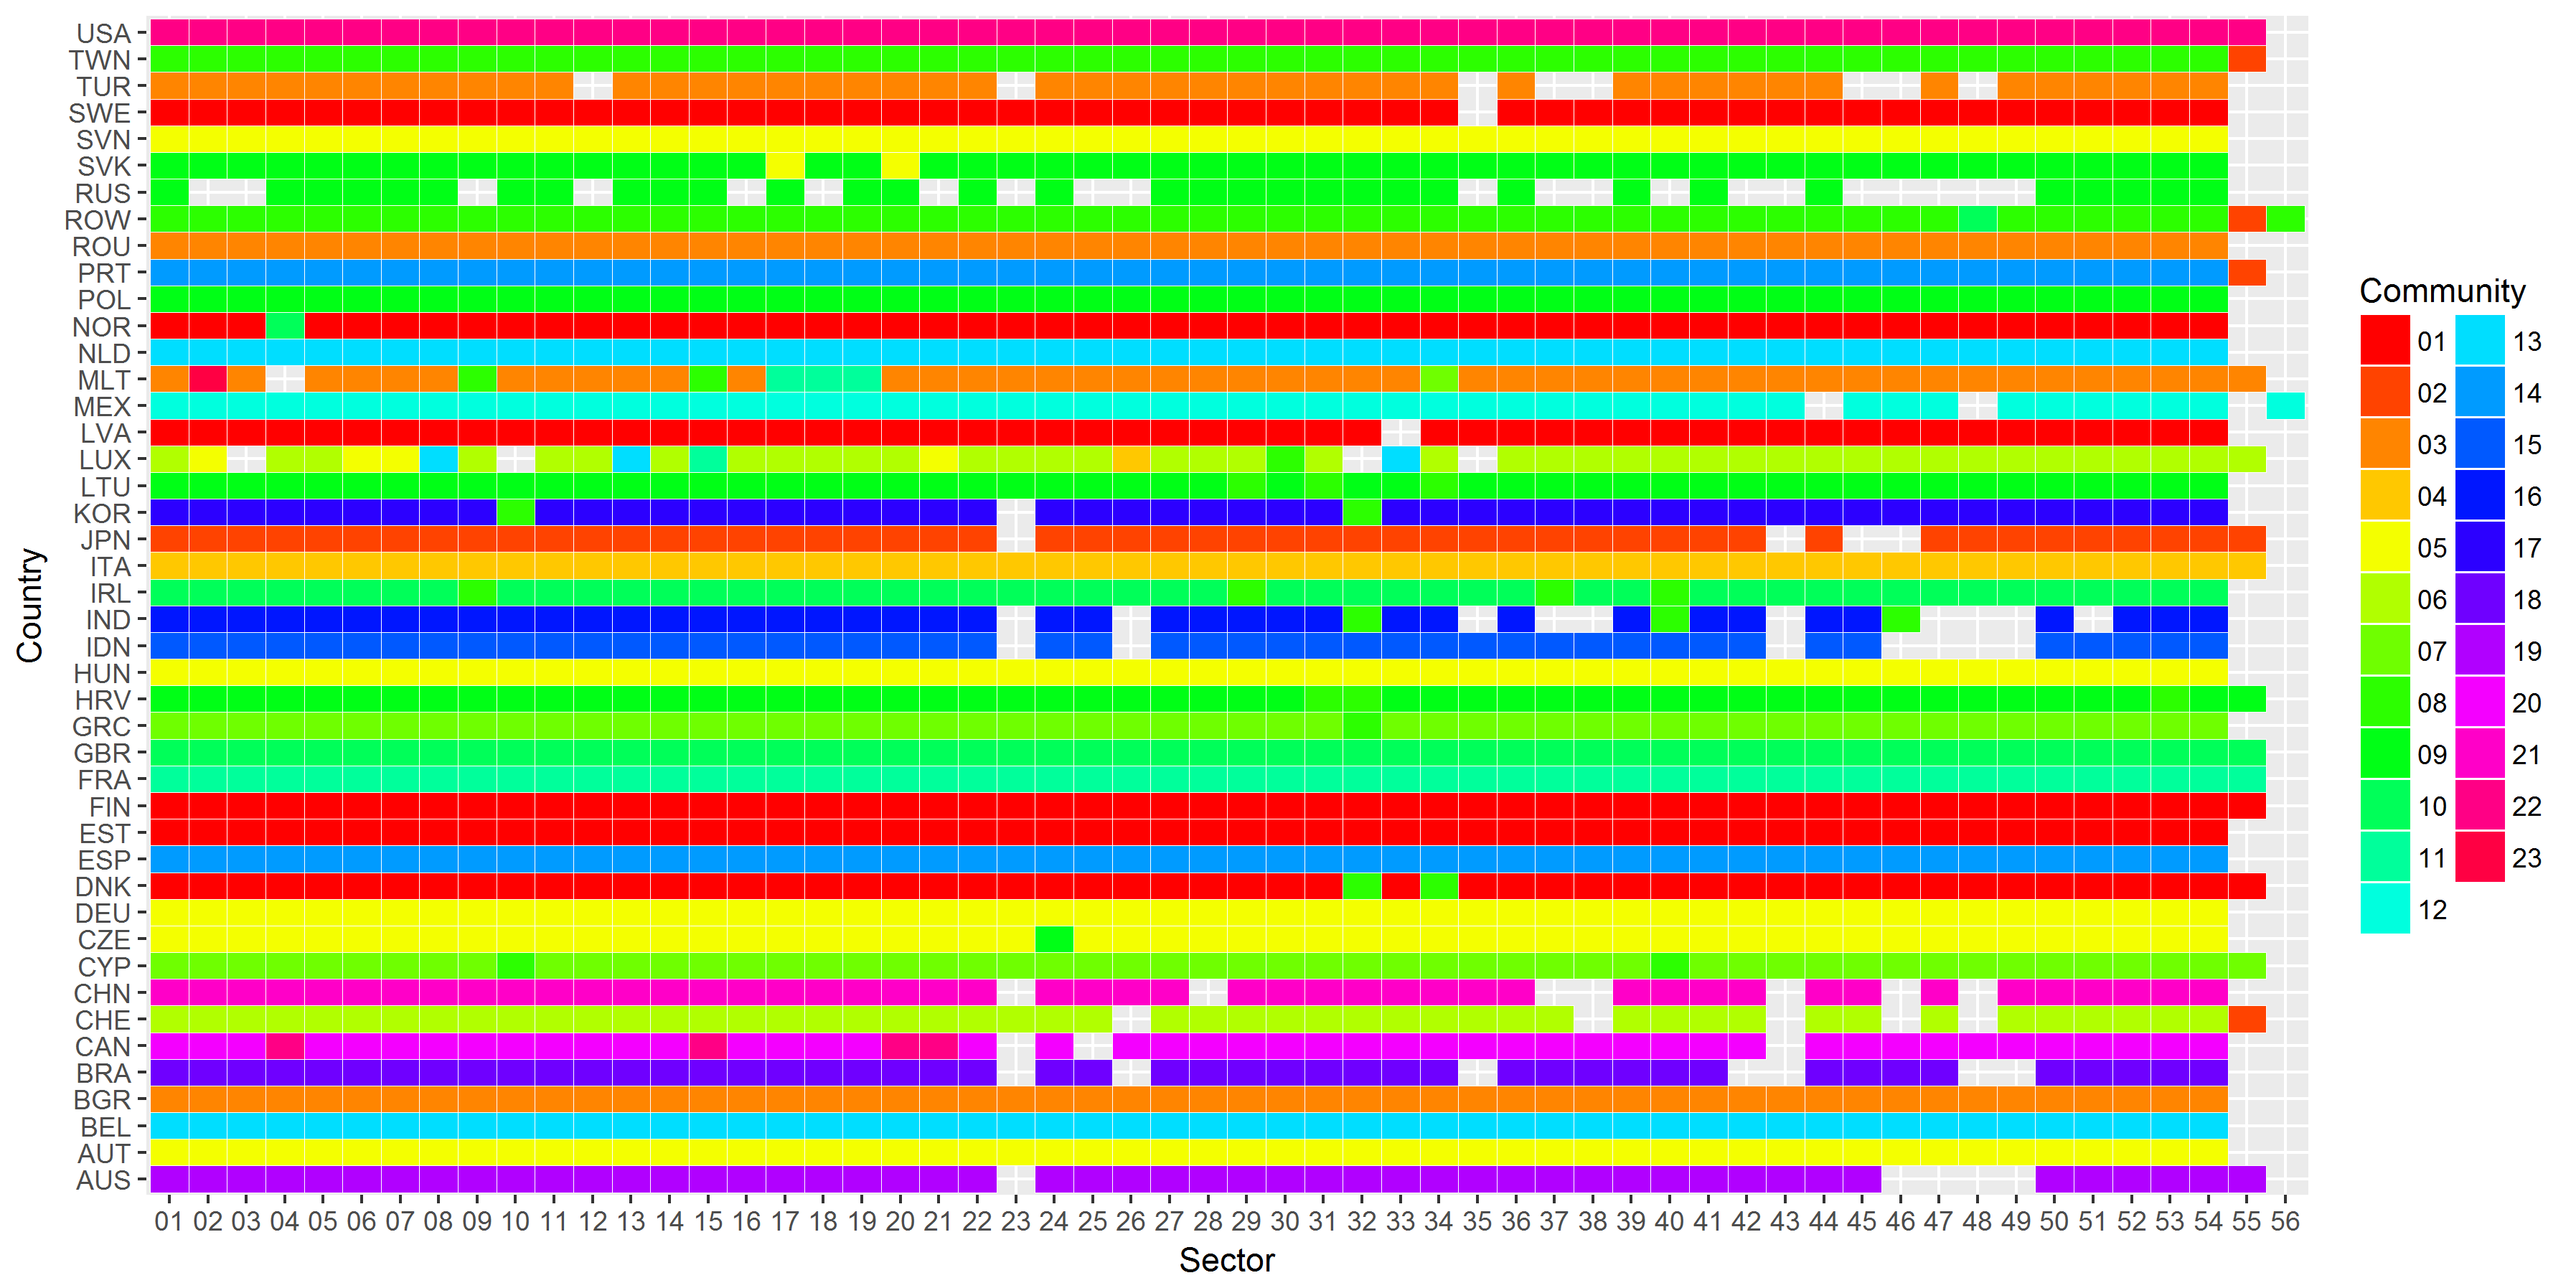 USA
TWN
TUR
SWE
SVN
SVK
RUS
ROW
ROU
PRT
POL
NOR
NLD
MLT
MEX
LVA
LUX
LTU
KOR
JPN
ITA
IRL
IND
IDN
HUN
HRV
GRC
GBR
FRA
FIN
EST
ESP
DNK
DEU
CZE
CYP
CHN
CHE
CAN
BRA
BGR
BEL
AUT
AUS
Country
01 02 03 04 05 06 07 08 09 10 11 12 13 14 15 16 17 18 19 20 21 22 23 24 25 26 27 28 29 30 31 32 33 34 35 36 37 38 39 40 41 42 43 44 45 46 47 48 49 50 51 52 53 54 55 56
Sector
Community
01 13
02 14
03 15
04 16
05 17
06 18
07 19
08 20
09 21
10 22
11 23
12